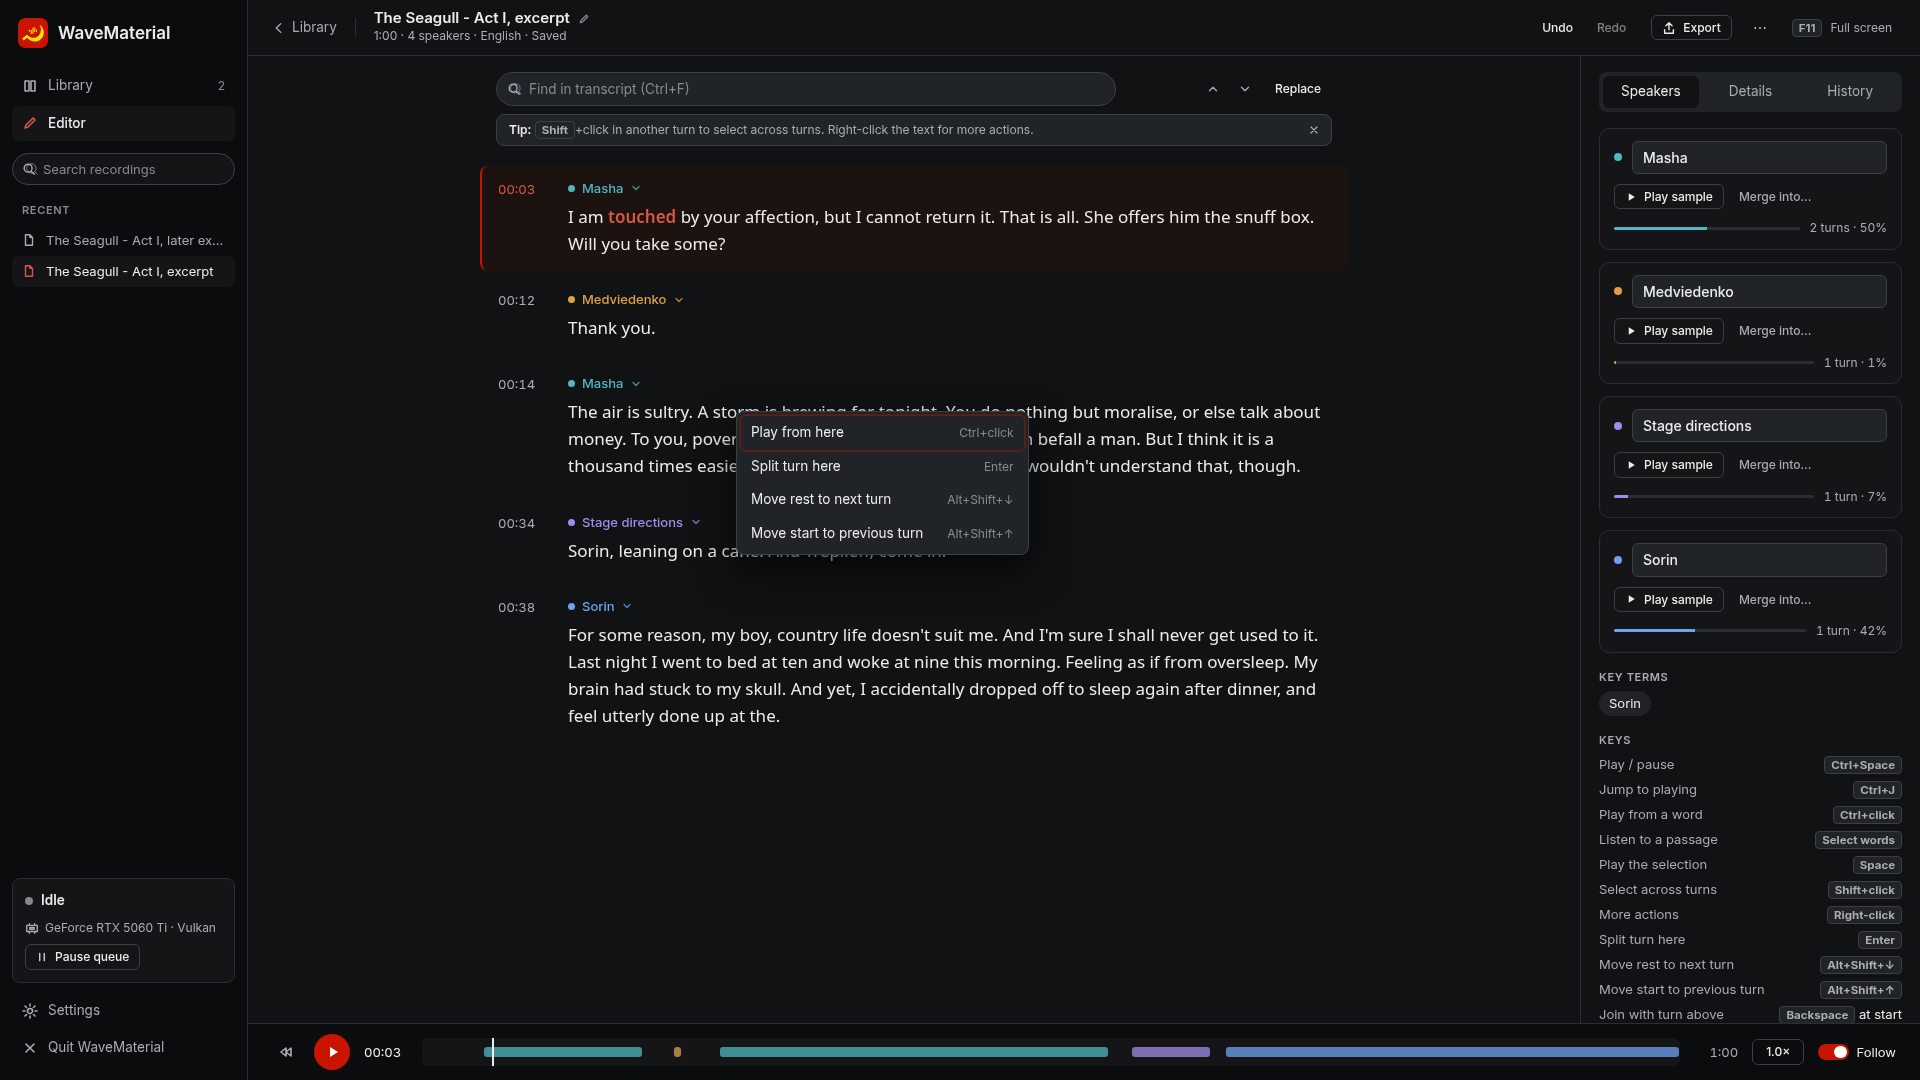 WaveMaterial
Library 2
Editor
Search recordings
RECENT
The Seagull - Act I, later ex...
The Seagull - Act I, excerpt
Idle
GeForce RTX 5060 Ti · Vulkan
Pause queue
Settings
Quit WaveMaterial
Library
The Seagull - Act I, excerpt
1:00 · 4 speakers · English · Saved
Undo
Redo
Export
F11 Full screen
Find in transcript (Ctrl+F)
Replace
Tip: Shift+click in another turn to select across turns. Right-click the text for more actions.
00:03 Masha
I am touched by your affection, but I cannot return it. That is all. She offers him the snuff box.
Will you take some?
00:12 Medviedenko
Thank you.
00:14 Masha
The air is sultry. A storm is brewing for tonight. You do nothing but moralise, or else talk about
money. To you, befall a man. But I think it is a
thousand times wouldn't understand that, though.
Play from here Ctrl+click
Split turn here Enter
Move rest to next turn Alt+Shift+↓
Move start to previous turn Alt+Shift+↑
00:34 Stage directions
Sorin, leaning on a cane. And Treplieff, come in.
00:38 Sorin
For some reason, my boy, country life doesn't suit me. And I'm sure I shall never get used to it.
Last night I went to bed at ten and woke at nine this morning. Feeling as if from oversleep. My
brain had stuck to my skull. And yet, I accidentally dropped off to sleep again after dinner, and
feel utterly done up at the.
Speakers
Details
History
Masha
Play sample
Merge into...
2 turns · 50%
Medviedenko
Play sample
Merge into...
1 turn · 1%
Stage directions
Play sample
Merge into...
1 turn · 7%
Sorin
Play sample
Merge into...
1 turn · 42%
KEY TERMS
Sorin
KEYS
Play / pause Ctrl+Space
Jump to playing Ctrl+J
Play from a word Ctrl+click
Listen to a passage Select words
Play the selection Space
Select across turns Shift+click
More actions Right-click
Split turn here Enter
Move rest to next turn Alt+Shift+↓
Move start to previous turn Alt+Shift+↑
Join with turn above Backspace at start
00:03
1:00
1.0×
Follow